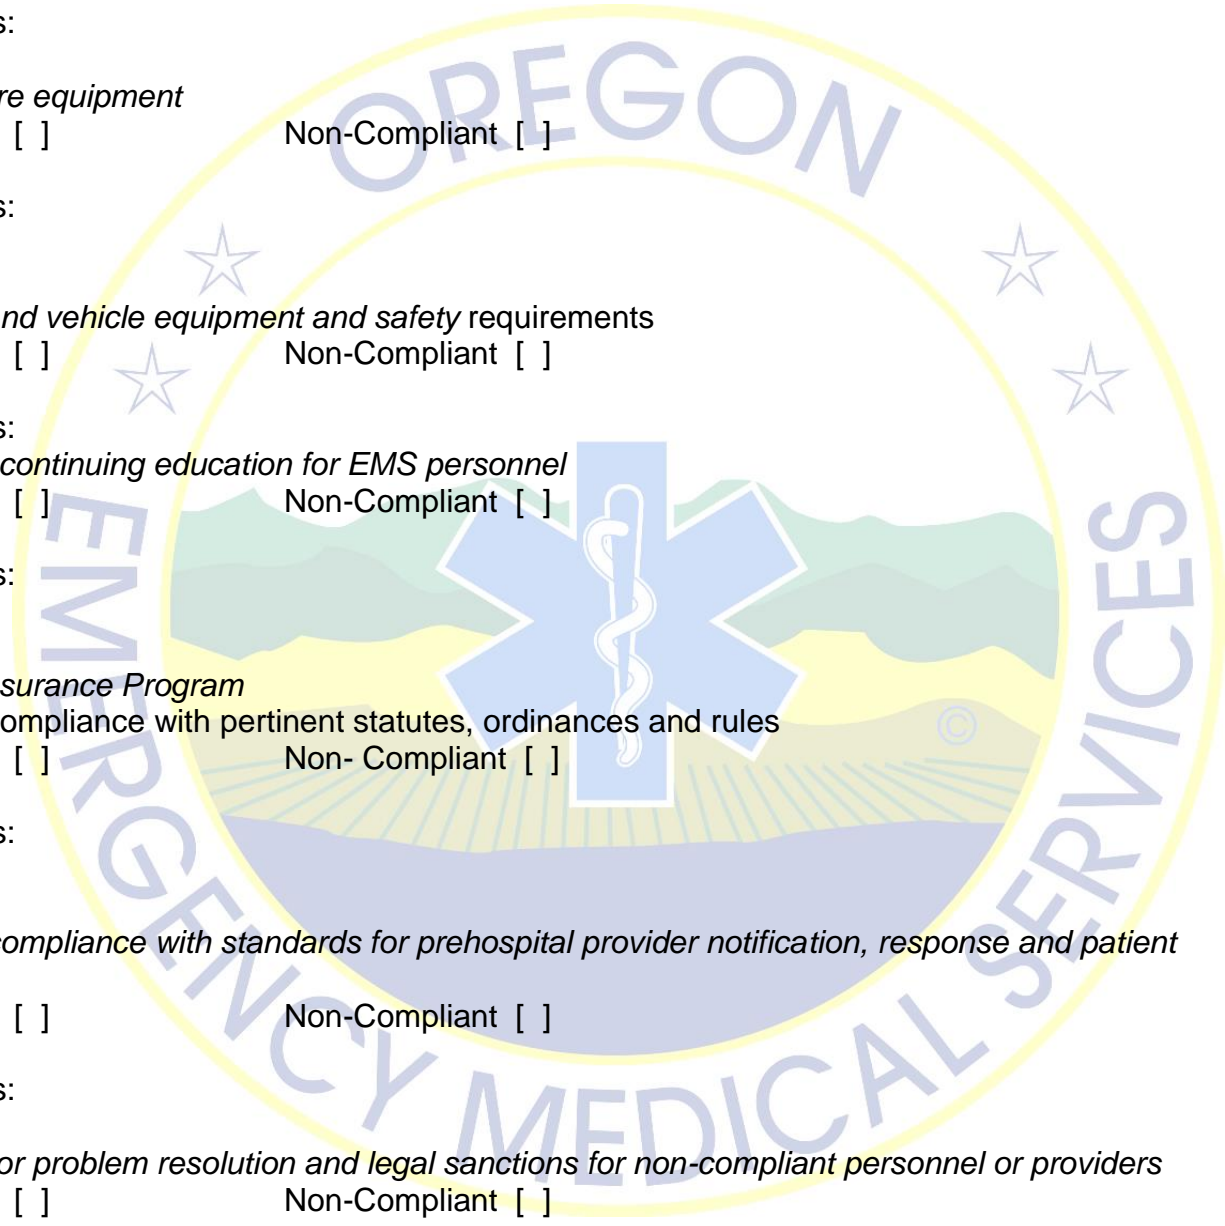 s:
re equipment
[ ] Non-Compliant [ ]
s:
nd vehicle equipment and safety requirements
[ ] Non-Compliant [ ]
s:
continuing education for EMS personnel
[ ] Non-Compliant [ ]
s:
surance Program
ompliance with pertinent statutes, ordinances and rules
[ ] Non- Compliant [ ]
s:
compliance with standards for prehospital provider notification, response and patient
[ ] Non-Compliant [ ]
s:
or problem resolution and legal sanctions for non-compliant personnel or providers
[ ] Non-Compliant [ ]
OREGON
EMERGENCY MEDICAL SERVICES
©